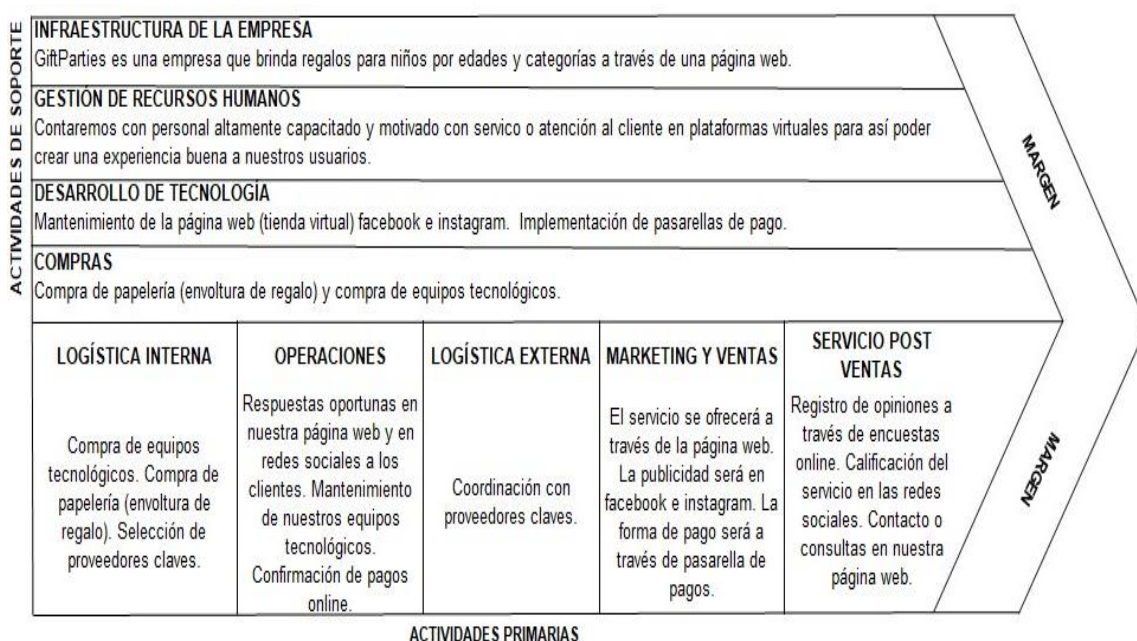 ACTIVIDADES DE SOPORTE
INFRAESTRUCTURA DE LA EMPRESA
GiftParties es una empresa que brinda regalos para niños por edades y categorías a través de una página web.
GESTIÓN DE RECURSOS HUMANOS
Contaremos con personal altamente capacitado y motivado con servico o atención al cliente en plataformas virtuales para así poder
crear una experiencia buena a nuestros usuarios.
DESARROLLO DE TECNOLOGÍA
Mantenimiento de la página web (tienda virtual) facebook e instagram. Implementación de pasarellas de pago.
COMPRAS
Compra de papelería (envoltura de regalo) y compra de equipos tecnológicos.
MARGEN
LOGÍSTICA INTERNA
Compra de equipos
tecnológicos. Compra de
papelería (envoltura de
regalo). Selección de
proveedores claves.
OPERACIONES
Respuestas oportunas en
nuestra página web y en
redes sociales a los
clientes. Mantenimiento
de nuestros equipos
tecnológicos.
Confirmación de pagos
online.
LOGÍSTICA EXTERNA
Coordinación con
proveedores claves.
MARKETING Y VENTAS
El servicio se ofrecerá a
través de la página web.
La publicidad será en
facebook e instagram. La
forma de pago será a
través de pasarella de
pagos.
SERVICIO POST
VENTAS
Registro de opiniones a
través de encuestas
online. Calificación del
servicio en las redes
sociales. Contacto o
consultas en nuestra
página web.
MARGEN
ACTIVIDADES PRIMARIAS